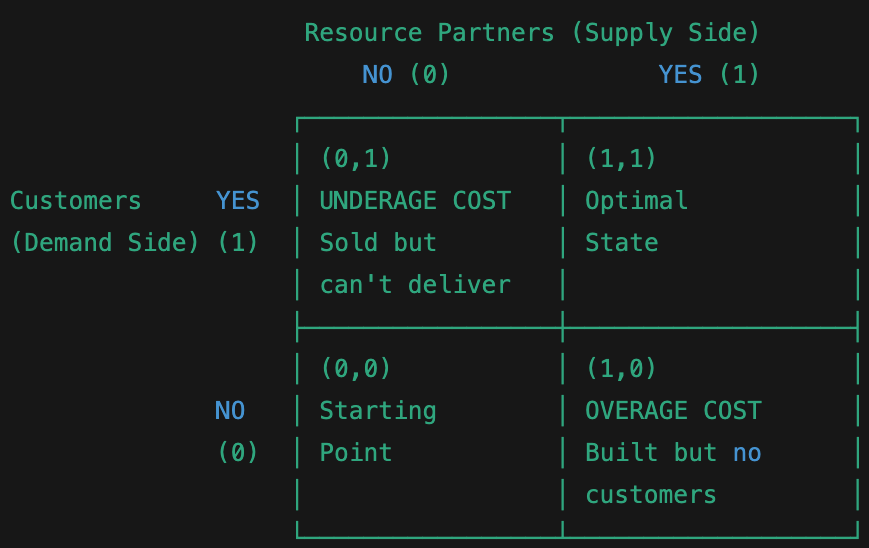 Resource Partners (Supply Side)
NO (0) YES (1)
(0,1) (1,1)
Customers YES UNDERAGE COST Optimal
(Demand Side) (1) Sold but State
can't deliver
(0,0) (1,0)
NO Starting OVERAGE COST
(0) Point Built but no
customers